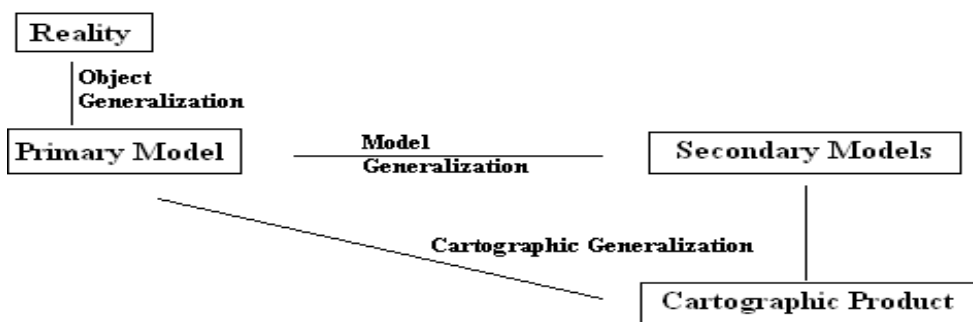 Reality
Object
Generalization
Primary Model
Model
Generalization
Secondary Models
Cartographic Generalization
Cartographic Product